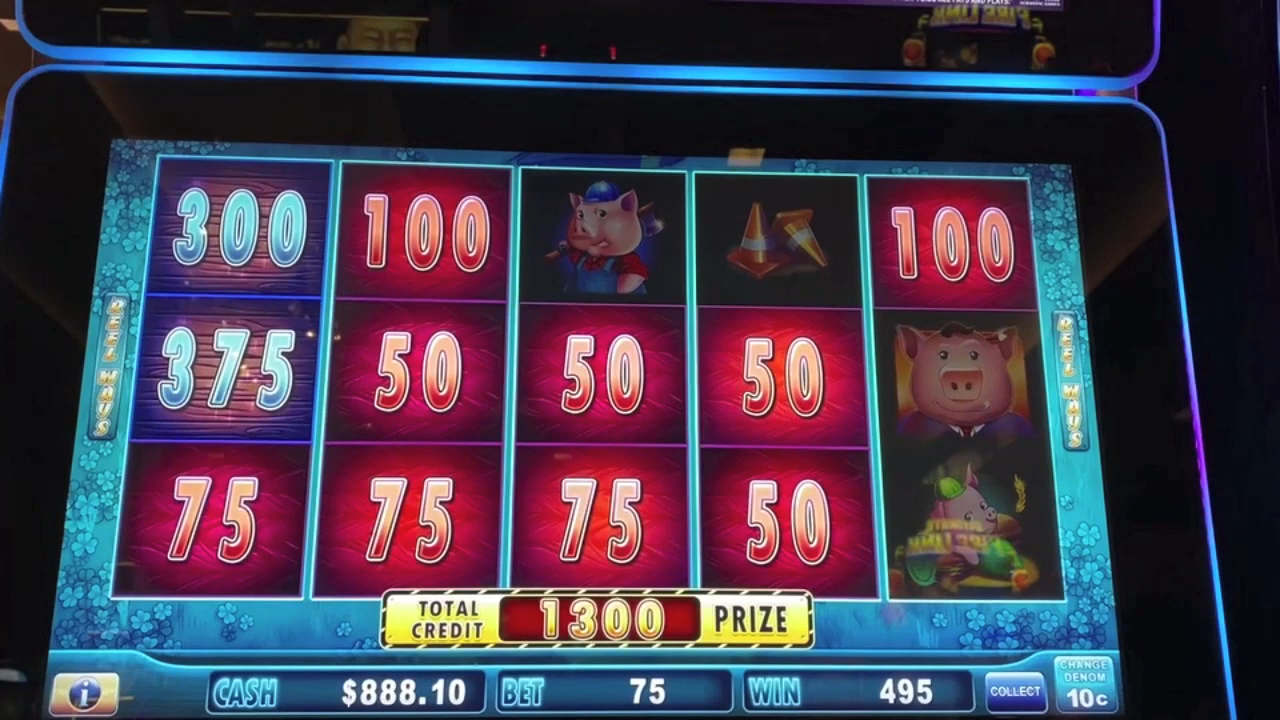 300
100
100
375
50
50
50
75
75
75
50
REEL WAYS
REEL WAYS
TOTAL
CREDIT
1300
PRIZE
CASH
$888.10
BET
75
WIN
495
COLLECT
CHANGE
DENOM
10¢